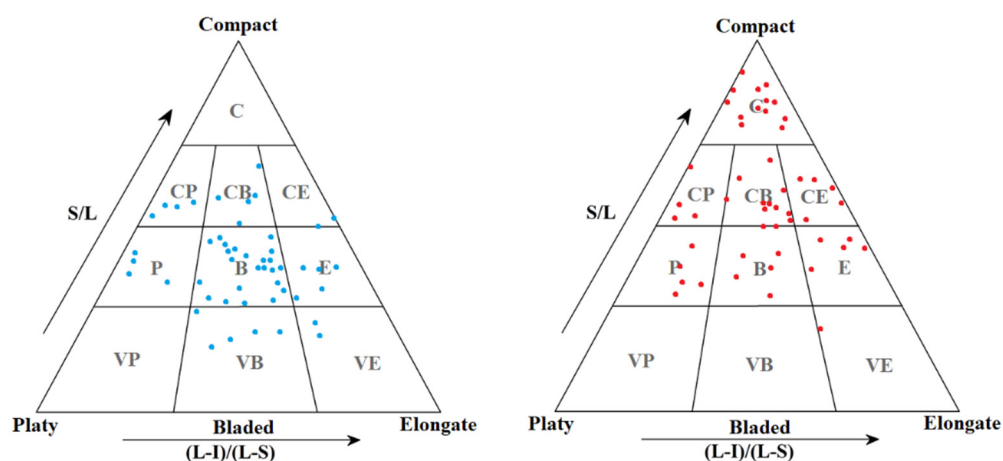 Compact
C
CP CB CE
S/L
P B E
VP VB VE
Platy Bladed Elongate
(L-I)/(L-S)
Compact
C
CP CB CE
S/L
P B E
VP VB VE
Platy Bladed Elongate
(L-I)/(L-S)